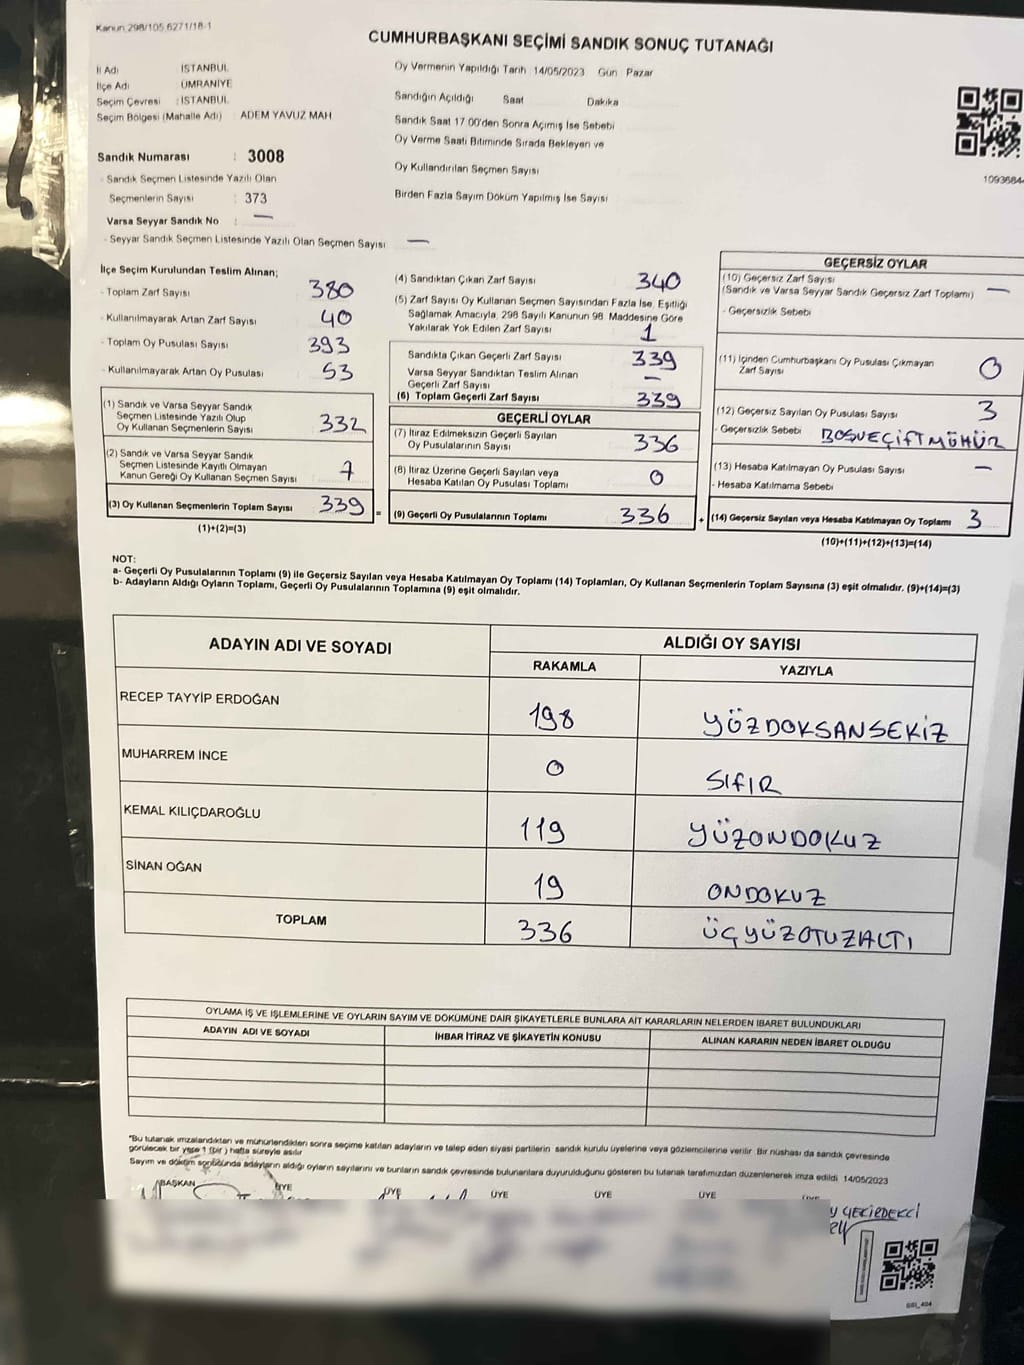 Kanun 298/105 6271/18-1
CUMHURBAŞKANI SEÇİMİ SANDIK SONUÇ TUTANAĞI
İl Adı İSTANBUL
İlçe Adı ÜMRANİYE
Seçim Çevresi : İSTANBUL
Seçim Bölgesi (Mahalle Adı) : ADEM YAVUZ MAH
Oy Vermenin Yapıldığı Tarih 14/05/2023 Gün Pazar
Sandığın Açıldığı Saat Dakika
Sandık Saat 17.00'den Sonra Açımış İse Sebebi
Oy Verme Saati Bitiminde Sırada Bekleyen ve
Oy Kullandırılan Seçmen Sayısı
Birden Fazla Sayım Döküm Yapılmış İse Sayısı
1093684
Sandık Numarası : 3008
- Sandık Seçmen Listesinde Yazılı Olan
Seçmenlerin Sayısı : 373
Varsa Seyyar Sandık No : —
- Seyyar Sandık Seçmen Listesinde Yazılı Olan Seçmen Sayısı : —
İlçe Seçim Kurulundan Teslim Alınan;
- Toplam Zarf Sayısı 380
- Kullanılmayarak Artan Zarf Sayısı 40
- Toplam Oy Pusulası Sayısı 393
- Kullanılmayarak Artan Oy Pusulası 53
(1) Sandık ve Varsa Seyyar Sandık
Seçmen Listesinde Yazılı Olup
Oy Kullanan Seçmenlerin Sayısı 332
(2) Sandık ve Varsa Seyyar Sandık
Seçmen Listesinde Kayıtlı Olmayan
Kanun Gereği Oy Kullanan Seçmen Sayısı 7
(3) Oy Kullanan Seçmenlerin Toplam Sayısı 339 =
(1)+(2)=(3)
(4) Sandıktan Çıkan Zarf Sayısı 340
(5) Zarf Sayısı Oy Kullanan Seçmen Sayısından Fazla İse, Eşitliği
Sağlamak Amacıyla, 298 Sayılı Kanunun 98. Maddesine Göre
Yakılarak Yok Edilen Zarf Sayısı 1
Sandıkta Çıkan Geçerli Zarf Sayısı 339
Varsa Seyyar Sandıktan Teslim Alınan
Geçerli Zarf Sayısı —
(6) Toplam Geçerli Zarf Sayısı 339
GEÇERLİ OYLAR
(7) İtiraz Edilmeksizin Geçerli Sayılan
Oy Pusulalarının Sayısı 336
(8) İtiraz Üzerine Geçerli Sayılan veya
Hesaba Katılan Oy Pusulası Toplamı 0
(9) Geçerli Oy Pusulalarının Toplamı 336 +
GEÇERSİZ OYLAR
(10) Geçersiz Zarf Sayısı
(Sandık ve Varsa Seyyar Sandık Geçersiz Zarf Toplamı) —
- Geçersizlik Sebebi
(11) İçinden Cumhurbaşkanı Oy Pusulası Çıkmayan
Zarf Sayısı 0
(12) Geçersiz Sayılan Oy Pusulası Sayısı 3
- Geçersizlik Sebebi BOŞVEÇİFTMÜHÜR
(13) Hesaba Katılmayan Oy Pusulası Sayısı —
- Hesaba Katılmama Sebebi
(14) Geçersiz Sayılan veya Hesaba Katılmayan Oy Toplamı 3
(10)+(11)+(12)+(13)=(14)
NOT:
a- Geçerli Oy Pusulalarının Toplamı (9) ile Geçersiz Sayılan veya Hesaba Katılmayan Oy Toplamı (14) Toplamları, Oy Kullanan Seçmenlerin Toplam Sayısına (3) eşit olmalıdır. (9)+(14)=(3)
b- Adayların Aldığı Oyların Toplamı, Geçerli Oy Pusulalarının Toplamına (9) eşit olmalıdır.
ADAYIN ADI VE SOYADI ALDIĞI OY SAYISI
RAKAMLA YAZIYLA
RECEP TAYYİP ERDOĞAN 198 YÜZDOKSANSEKİZ
MUHARREM İNCE 0 SIFIR
KEMAL KILIÇDAROĞLU 119 YÜZONDOKUZ
SİNAN OĞAN 19 ONDOKUZ
TOPLAM 336 ÜÇYÜZOTUZALTI
OYLAMA İŞ VE İŞLEMLERİNE VE OYLARIN SAYIM VE DÖKÜMÜNE DAİR ŞİKAYETLERLE BUNLARA AİT KARARLARIN NELERDEN İBARET BULUNDUKLARI
ADAYIN ADI VE SOYADI İHBAR İTİRAZ VE ŞİKAYETİN KONUSU ALINAN KARARIN NEDEN İBARET OLDUĞU
*Bu tutanak imzalandıktan ve mühürlendikten sonra seçime katılan adayların ve talep eden siyasi partilerin sandık kurulu üyelerine veya gözlemcilerine verilir. Bir nüshası da sandık çevresinde
görülecek bir yere 1 (bir) hafta süreyle asılır
Sayım ve döküm sonucunda adayların aldığı oyların sayılarını ve bunların sandık çevresinde bulunanlara duyurulduğunu gösteren bu tutanak tarafımızdan düzenlenerek imza edildi 14/05/2023
BAŞKAN ÜYE ÜYE ÜYE ÜYE ÜYE ÜYE
ÇEKİRDEKCİ